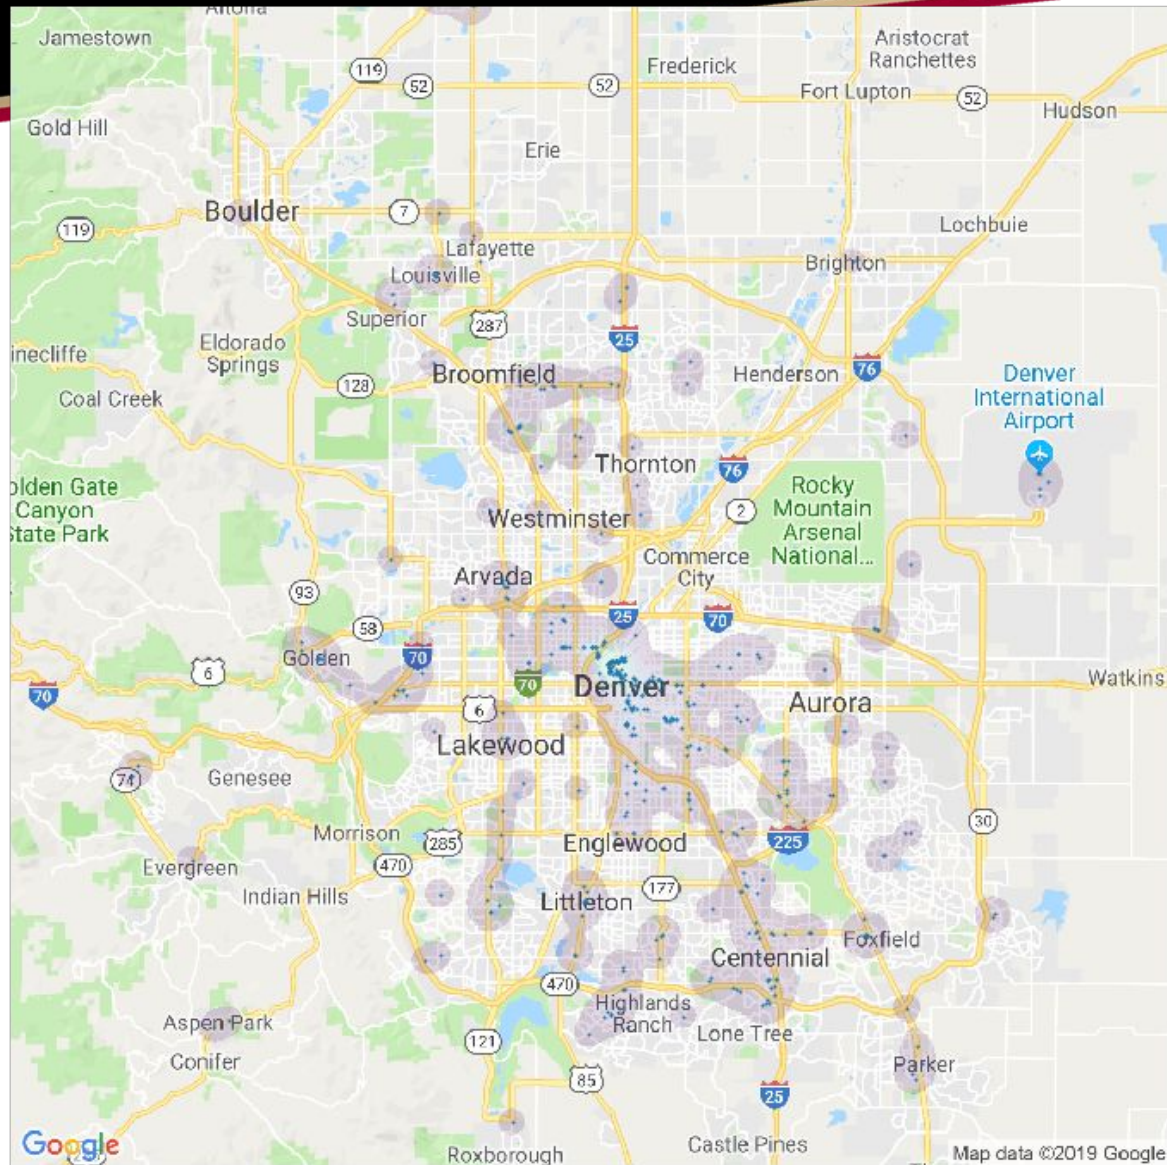 Jamestown
Aristocrat
Ranchettes
119
52
Frederick
52
Fort Lupton
52
Hudson
Gold Hill
Erie
Boulder
7
119
Lochbuie
Lafayette
Louisville
Brighton
Superior
287
25
Eldorado
Springs
76
128
Broomfield
Henderson
Denver
International
Airport
Coal Creek
Thornton
76
Rocky
Mountain
Arsenal
National...
Gate
Canyon
State Park
Westminster
2
Commerce
City
Arvada
93
58
25
70
Golden
70
6
70
Denver
Watkins
70
6
Aurora
Lakewood
74
Genesee
Morrison
285
Englewood
225
30
Evergreen
470
Indian Hills
177
Littleton
Foxfield
Centennial
470
Highlands
Ranch
Lone Tree
Aspen Park
Conifer
121
Parker
85
25
Google
Roxborough
Castle Pines
Map data ©2019 Google